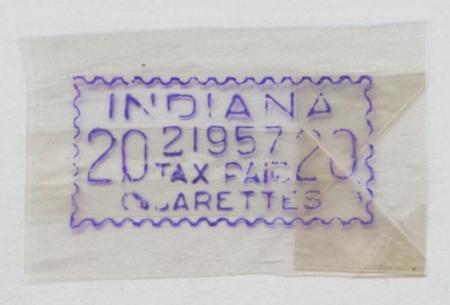 INDIANA
20 21957 20
TAX PAID
CIGARETTES